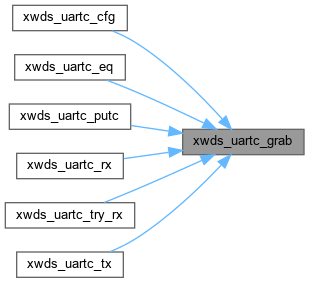 xwds_uartc_cfg
xwds_uartc_eq
xwds_uartc_putc
xwds_uartc_grab
xwds_uartc_rx
xwds_uartc_try_rx
xwds_uartc_tx